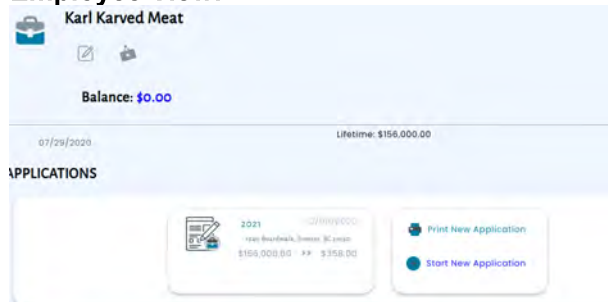 Karl Karved Meat
Balance: $0.00
07/29/2020
Lifetime: $156,000.00
APPLICATIONS
2021
$156,000.00 >> $358.00
Print New Application
Start New Application